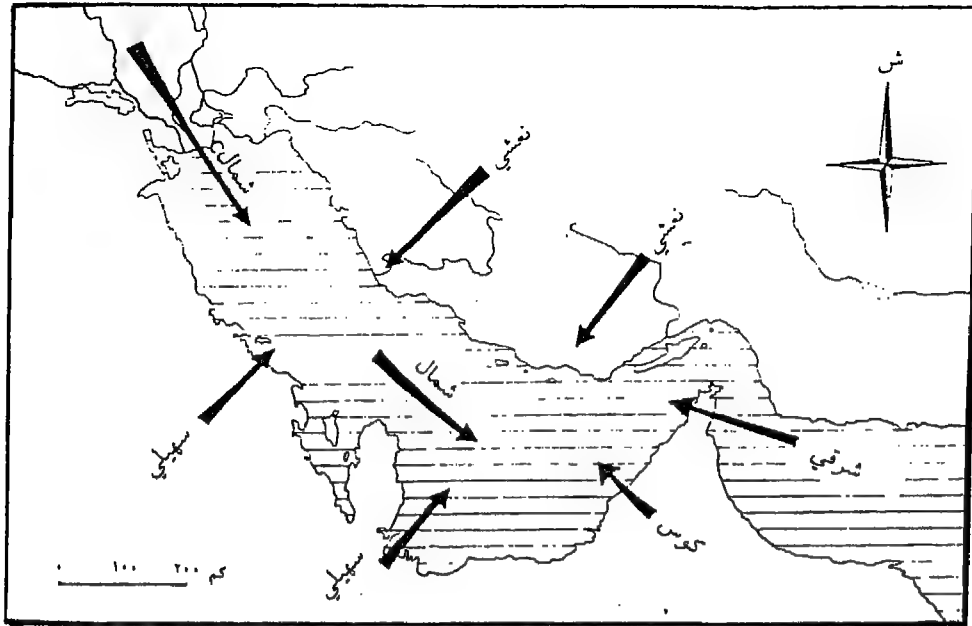 ش
شمال
نعشي
نعشي
شمال
سهيلي
شرقي
كوس
سهيلي
٠ ١٠٠ ٢٠٠ كم